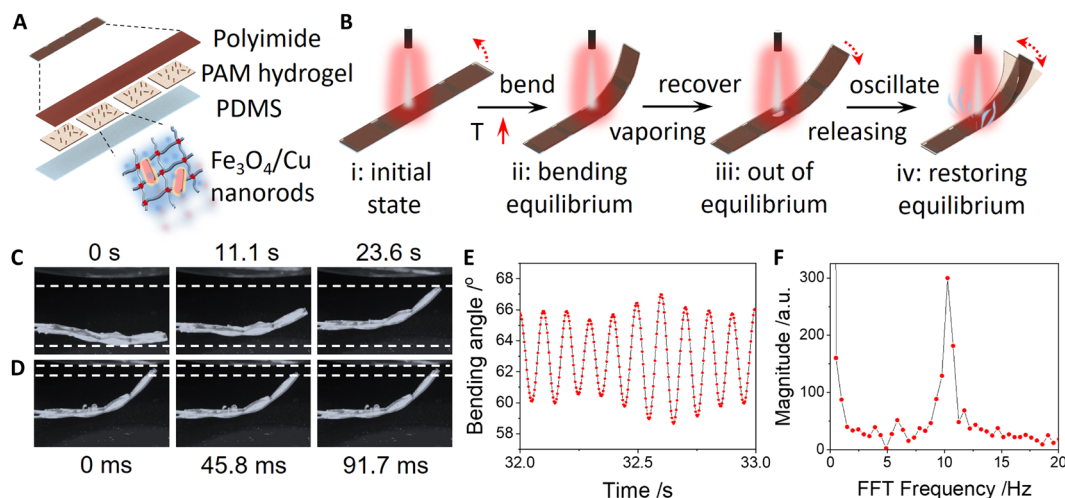 A
Polyimide
PAM hydrogel
PDMS
Fe₃O₄/Cu
nanorods
B
bend
T
recover
vaporing
oscillate
releasing
i: initial
state
ii: bending
equilibrium
iii: out of
equilibrium
iv: restoring
equilibrium
C
0 s
11.1 s
23.6 s
D
0 ms
45.8 ms
91.7 ms
E
Bending angle /°
68
66
64
62
60
58
32.0
32.5
33.0
Time /s
F
Magnitude /a.u.
300
200
100
0
0
5
10
15
20
FFT Frequency /Hz